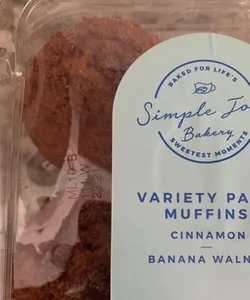 BAKED FOR LIFE'S
Simple Jo
Bakery
SWEETEST MOMENTS
VARIETY PA
MUFFINS
CINNAMON
BANANA WALN